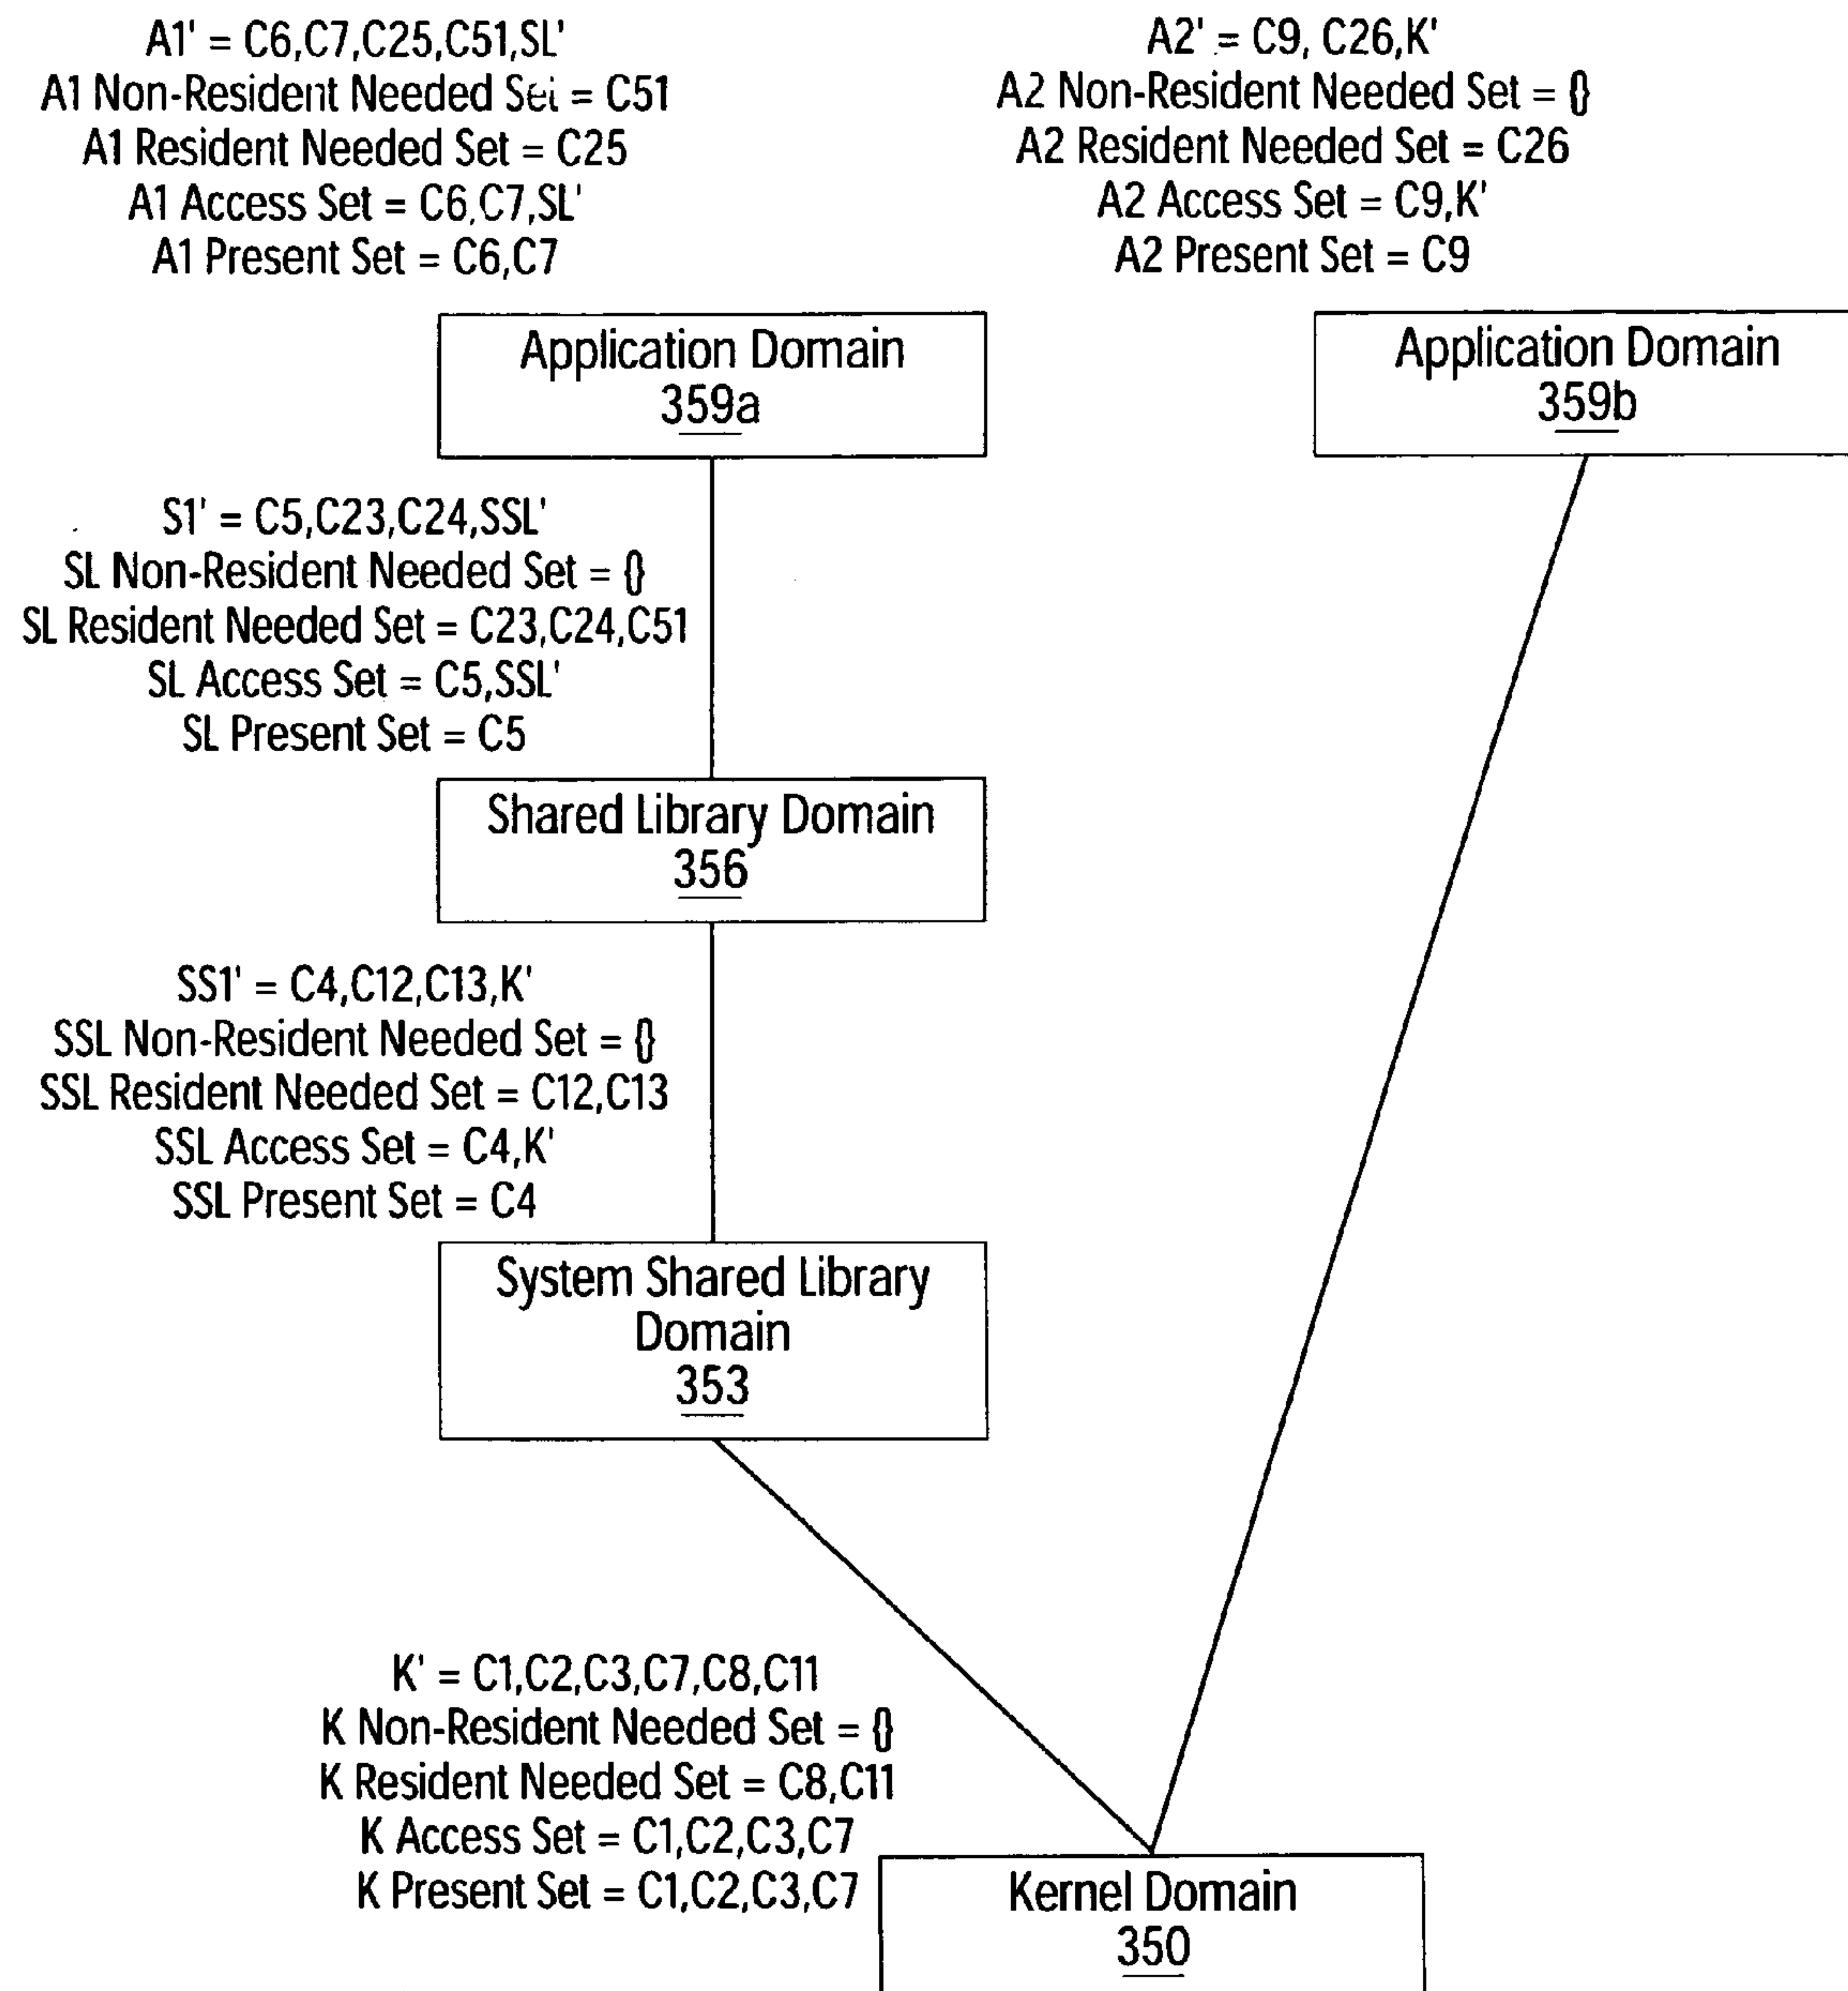 A1' = C6,C7,C25,C51,SL'
A1 Non-Resident Needed Set = C51
A1 Resident Needed Set = C25
A1 Access Set = C6,C7,SL'
A1 Present Set = C6,C7
A2' = C9, C26,K'
A2 Non-Resident Needed Set = {}
A2 Resident Needed Set = C26
A2 Access Set = C9,K'
A2 Present Set = C9
Application Domain
359a
Application Domain
359b
S1' = C5,C23,C24,SSL'
SL Non-Resident Needed Set = {}
SL Resident Needed Set = C23,C24,C51
SL Access Set = C5,SSL'
SL Present Set = C5
Shared Library Domain
356
SS1' = C4,C12,C13,K'
SSL Non-Resident Needed Set = {}
SSL Resident Needed Set = C12,C13
SSL Access Set = C4,K'
SSL Present Set = C4
System Shared Library
Domain
353
K' = C1,C2,C3,C7,C8,C11
K Non-Resident Needed Set = {}
K Resident Needed Set = C8,C11
K Access Set = C1,C2,C3,C7
K Present Set = C1,C2,C3,C7
Kernel Domain
350